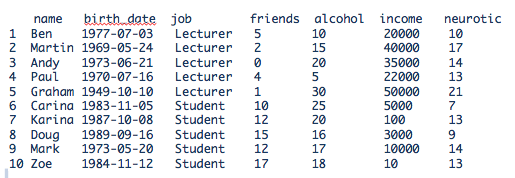 name birth_date job friends alcohol income neurotic
1 Ben 1977-07-03 Lecturer 5 10 20000 10
2 Martin 1969-05-24 Lecturer 2 15 40000 17
3 Andy 1973-06-21 Lecturer 0 20 35000 14
4 Paul 1970-07-16 Lecturer 4 5 22000 13
5 Graham 1949-10-10 Lecturer 1 30 50000 21
6 Carina 1983-11-05 Student 10 25 5000 7
7 Karina 1987-10-08 Student 12 20 100 13
8 Doug 1989-09-16 Student 15 16 3000 9
9 Mark 1973-05-20 Student 12 17 10000 14
10 Zoe 1984-11-12 Student 17 18 10 13